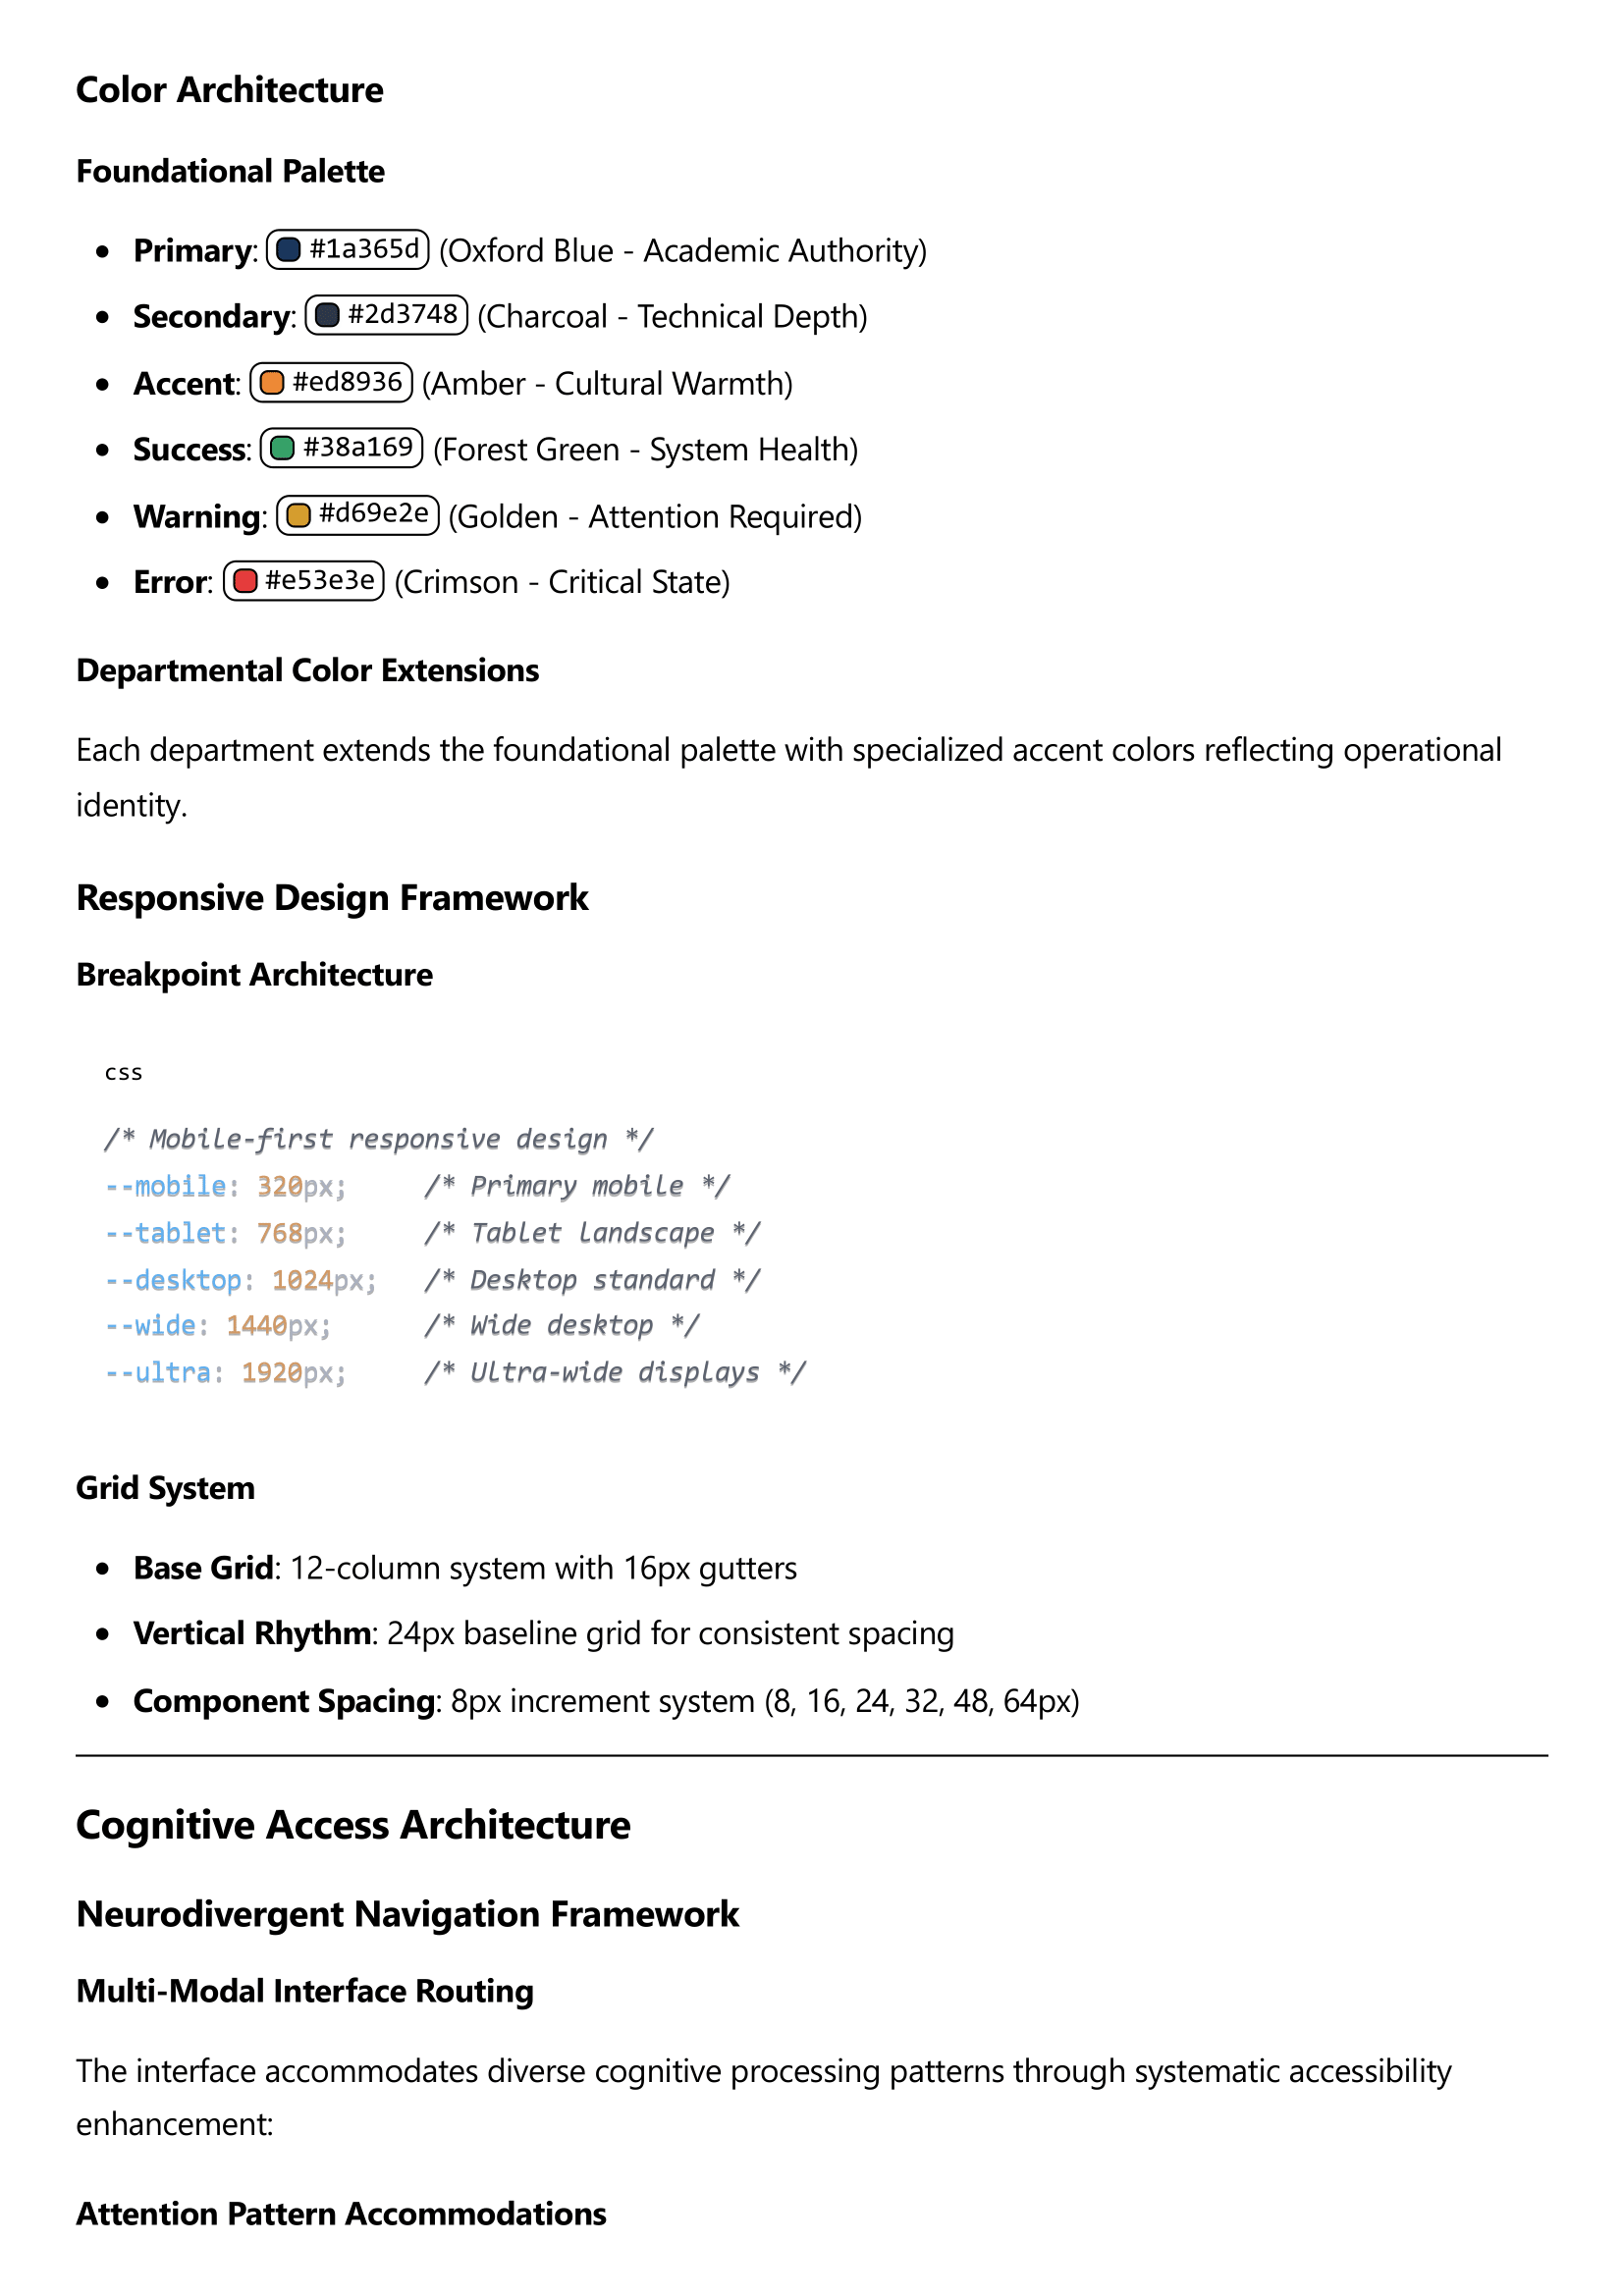 Color Architecture
Foundational Palette
• Primary: #1a365d (Oxford Blue - Academic Authority)
• Secondary: #2d3748 (Charcoal - Technical Depth)
• Accent: #ed8936 (Amber - Cultural Warmth)
• Success: #38a169 (Forest Green - System Health)
• Warning: #d69e2e (Golden - Attention Required)
• Error: #e53e3e (Crimson - Critical State)
Departmental Color Extensions
Each department extends the foundational palette with specialized accent colors reflecting operational
identity.
Responsive Design Framework
Breakpoint Architecture
css
/* Mobile-first responsive design */
--mobile: 320px;     /* Primary mobile */
--tablet: 768px;     /* Tablet landscape */
--desktop: 1024px;   /* Desktop standard */
--wide: 1440px;      /* Wide desktop */
--ultra: 1920px;     /* Ultra-wide displays */
Grid System
• Base Grid: 12-column system with 16px gutters
• Vertical Rhythm: 24px baseline grid for consistent spacing
• Component Spacing: 8px increment system (8, 16, 24, 32, 48, 64px)
Cognitive Access Architecture
Neurodivergent Navigation Framework
Multi-Modal Interface Routing
The interface accommodates diverse cognitive processing patterns through systematic accessibility
enhancement:
Attention Pattern Accommodations